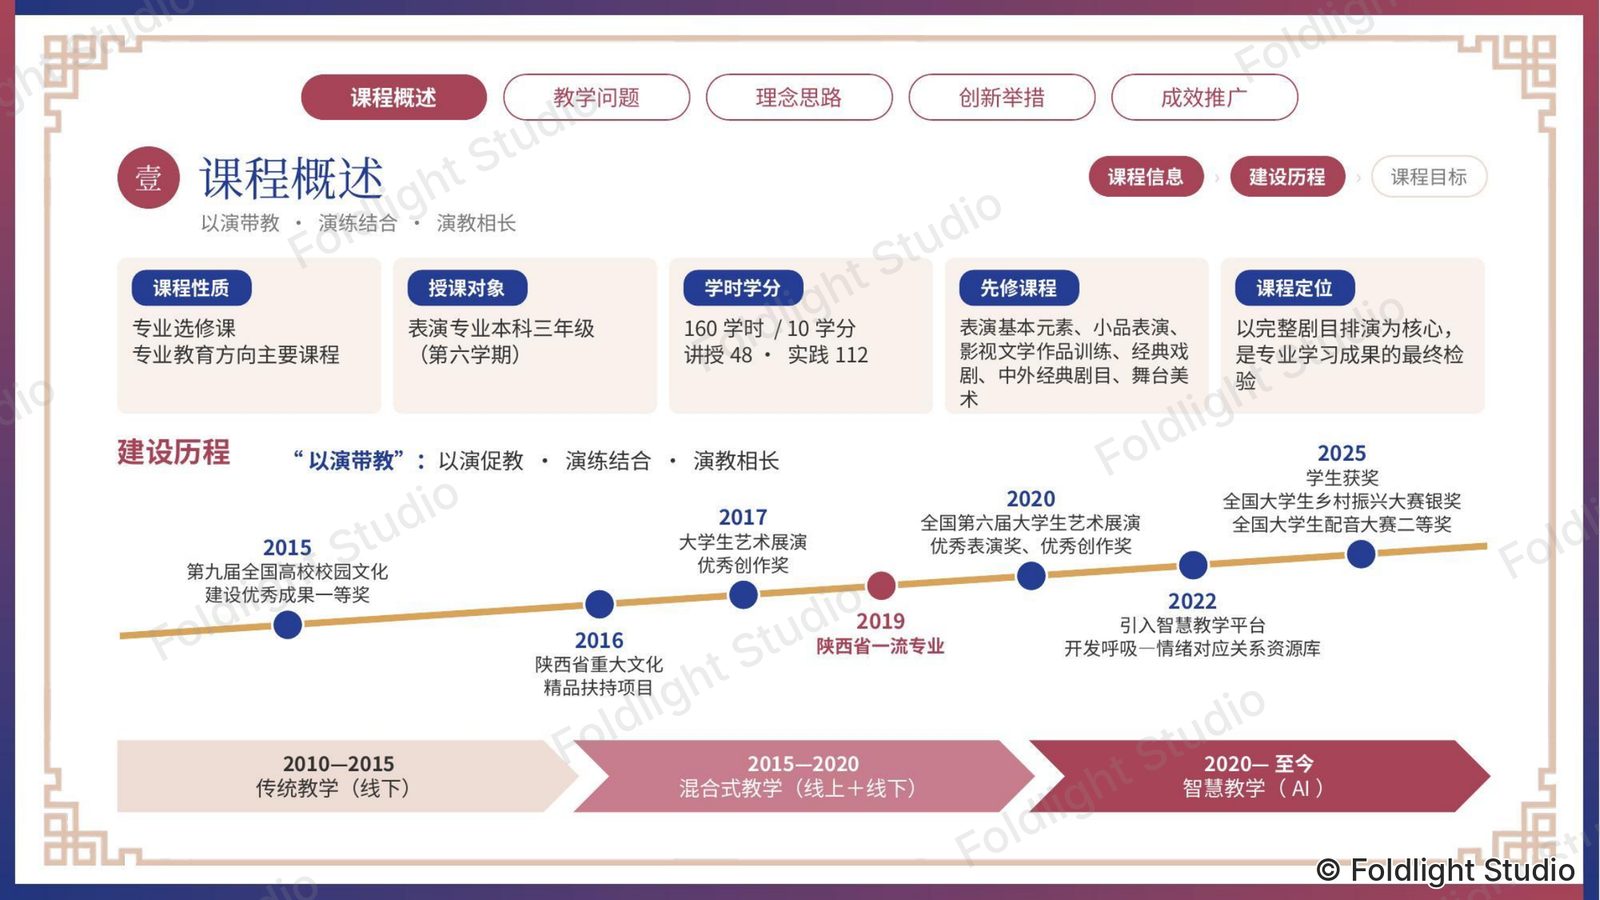 课程概述
教学问题
理念思路
创新举措
成效推广
壹
课程概述
以演带教 · 演练结合 · 演教相长
课程信息 › 建设历程 › 课程目标
课程性质
专业选修课
专业教育方向主要课程
授课对象
表演专业本科三年级
（第六学期）
学时学分
160 学时 / 10 学分
讲授 48 · 实践 112
先修课程
表演基本元素、小品表演、
影视文学作品训练、经典戏
剧、中外经典剧目、舞台美
术
课程定位
以完整剧目排演为核心，
是专业学习成果的最终检
验
建设历程
“以演带教”：以演促教 · 演练结合 · 演教相长
2015
第九届全国高校校园文化
建设优秀成果一等奖
2016
陕西省重大文化
精品扶持项目
2017
大学生艺术展演
优秀创作奖
2019
陕西省一流专业
2020
全国第六届大学生艺术展演
优秀表演奖、优秀创作奖
2022
引入智慧教学平台
开发呼吸—情绪对应关系资源库
2025
学生获奖
全国大学生乡村振兴大赛银奖
全国大学生配音大赛二等奖
2010—2015
传统教学（线下）
2015—2020
混合式教学（线上＋线下）
2020— 至今
智慧教学（ AI ）
© Foldlight Studio